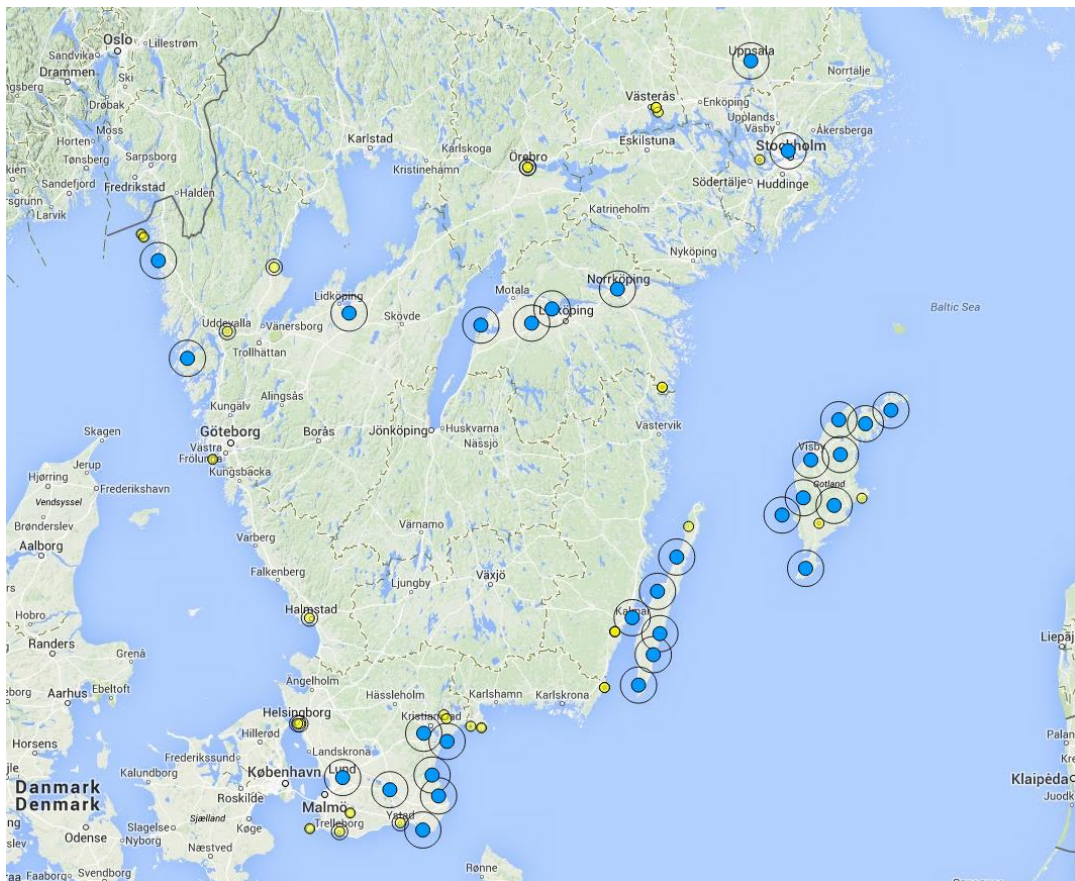 Oslo
Lillestrøm
Sandvika
Drammen
Ski
Drøbak
Horten
Moss
Tønsberg
Sarpsborg
Sandefjord
Fredrikstad
Halden
Larvik
Karlstad
Karlskoga
Kristinehamn
Örebro
Västerås
Enköping
Uppsala
Norrtälje
Upplands
Väsby
Åkersberga
Eskilstuna
Stockholm
Södertälje
Huddinge
Katrineholm
Nyköping
Norrköping
Motala
Linköping
Lidköping
Skövde
Uddevalla
Vänersborg
Trollhättan
Baltic Sea
Alingsås
Kungälv
Göteborg
Borås
Jönköping
Huskvarna
Nässjö
Västervik
Västra
Frölunda
Kungsbacka
Skagen
Hjørring
Jerup
Vendsyssel
Frederikshavn
Brønderslev
Aalborg
Visby
Gotland
Varberg
Värnamo
Falkenberg
Ljungby
Växjö
Halmstad
Kalmar
Hobro
Randers
Grenå
Aarhus
Ebeltoft
Liepāja
Ängelholm
Hässleholm
Karlshamn
Karlskrona
Helsingborg
Kristianstad
Hillerød
Horsens
Frederikssund
Landskrona
København
Lund
Kalundborg
Roskilde
Malmö
Danmark
Denmark
Sjælland
Køge
Trelleborg
Ystad
Slagelse
Nyborg
Odense
Næstved
Faaborg
Svendborg
Rønne
Klaipėda